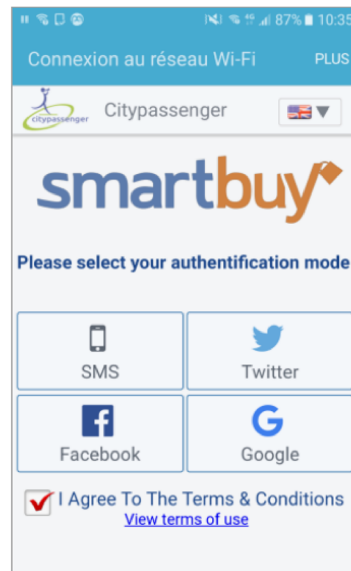 87% 10:35
Connexion au réseau Wi-Fi PLUS
citypassenger Citypassenger
smartbuy
Please select your authentification mode
SMS Twitter
Facebook Google
I Agree To The Terms & Conditions
View terms of use